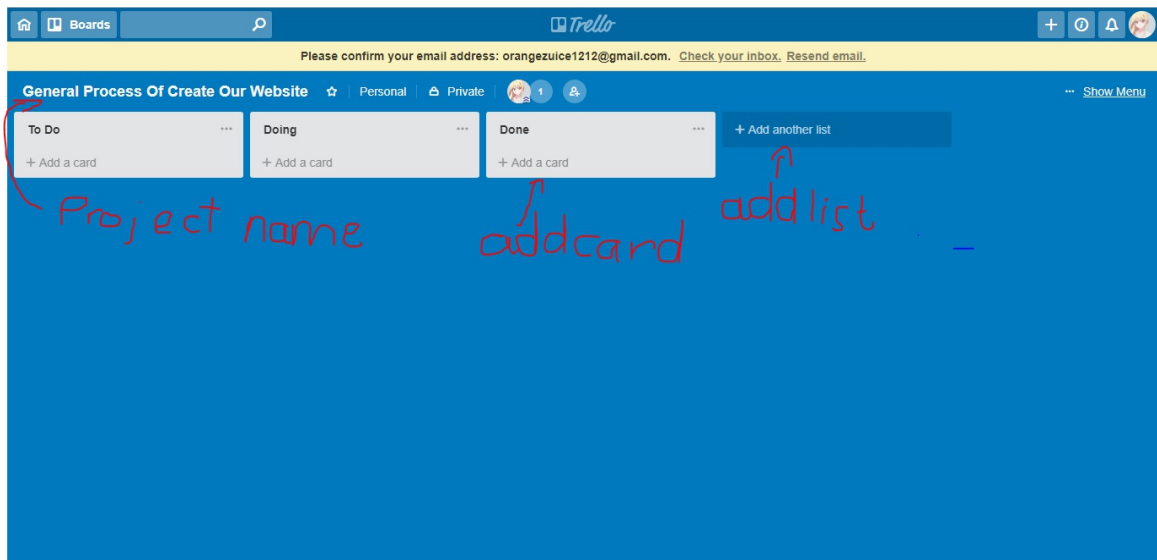 Boards Trello
Please confirm your email address: orangezuice1212@gmail.com. Check your inbox. Resend email.
General Process Of Create Our Website Personal Private 1 ... Show Menu
To Do ... Doing ... Done ... + Add another list
+ Add a card + Add a card + Add a card
Project name addcard addlist